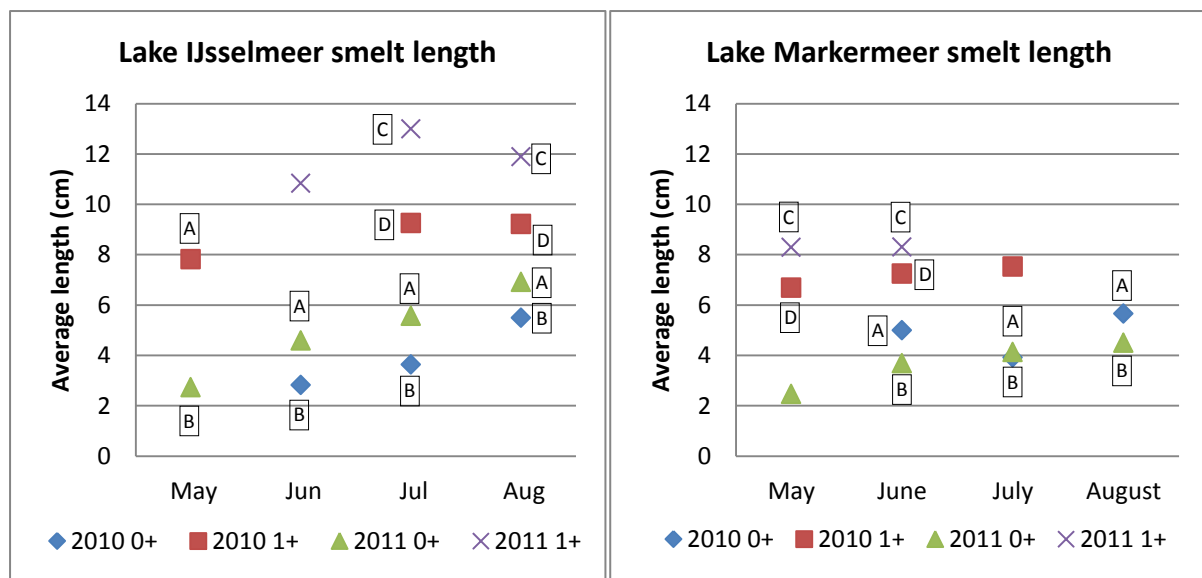 Lake IJsselmeer smelt length
Average length (cm)
14
12
10
8
6
4
2
0
A
B
A
B
C
D
A
B
C
D
A
B
May Jun Jul Aug
2010 0+ 2010 1+ 2011 0+ 2011 1+
Lake Markermeer smelt length
Average length (cm)
14
12
10
8
6
4
2
0
C
D
C
D
A
B
A
B
A
B
May June July August
2010 0+ 2010 1+ 2011 0+ 2011 1+